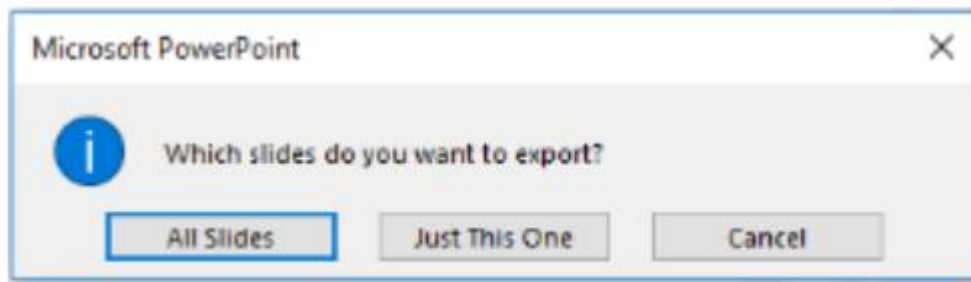 Microsoft PowerPoint
Which slides do you want to export?
All Slides Just This One Cancel